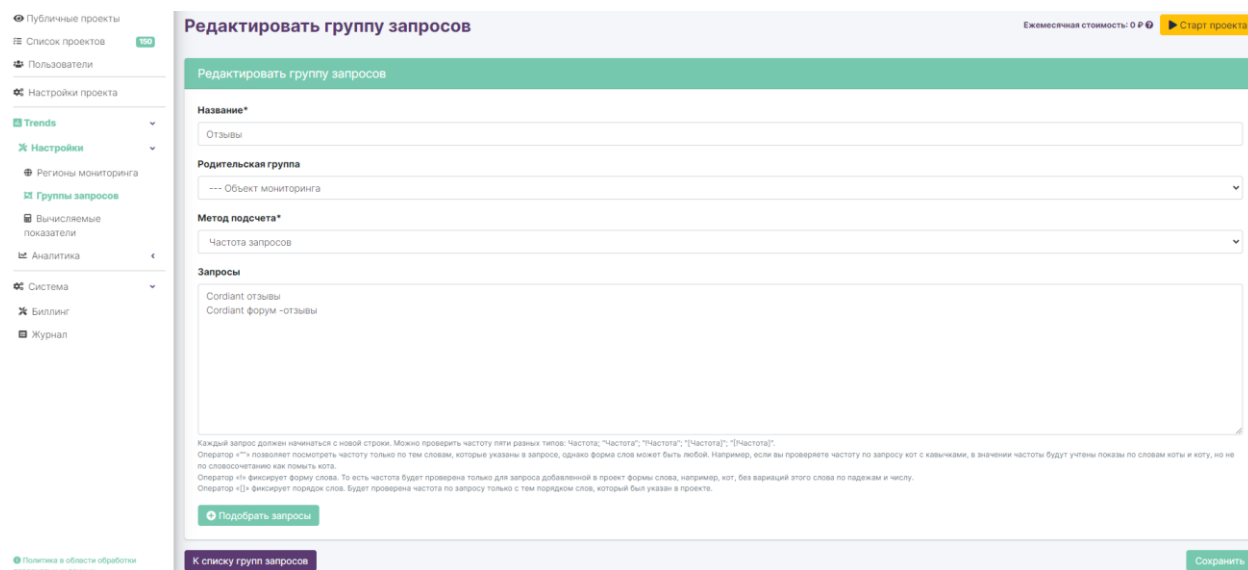 Публичные проекты
Список проектов 150
Пользователи
Настройки проекта
Trends
Настройки
Регионы мониторинга
Группы запросов
Вычисляемые
показатели
Аналитика
Система
Биллинг
Журнал
Политика в области обработки
Редактировать группу запросов
Ежемесячная стоимость: 0 ₽
Старт проекта
Редактировать группу запросов
Название*
Отзывы
Родительская группа
--- Объект мониторинга
Метод подсчета*
Частота запросов
Запросы
Cordiant отзывы
Cordiant форум -отзывы
Каждый запрос должен начинаться с новой строки. Можно проверить частоту пяти разных типов: Частота; "Частота"; "!Частота"; "[Частота]"; "[!Частота]".
Оператор «""» позволяет посмотреть частоту только по тем словам, которые указаны в запросе, однако форма слов может быть любой. Например, если вы проверяете частоту по запросу кот с кавычками, в значении частоты будут учтены показы по словам коты и коту, но не
по словосочетанию как помыть кота.
Оператор «!» фиксирует форму слова. То есть частота будет проверена только для запроса добавленной в проект формы слова, например, кот, без вариаций этого слова по падежам и числу.
Оператор «[]» фиксирует порядок слов. Будет проверена частота по запросу только с тем порядком слов, который был указан в проекте.
Подобрать запросы
К списку групп запросов
Сохранить